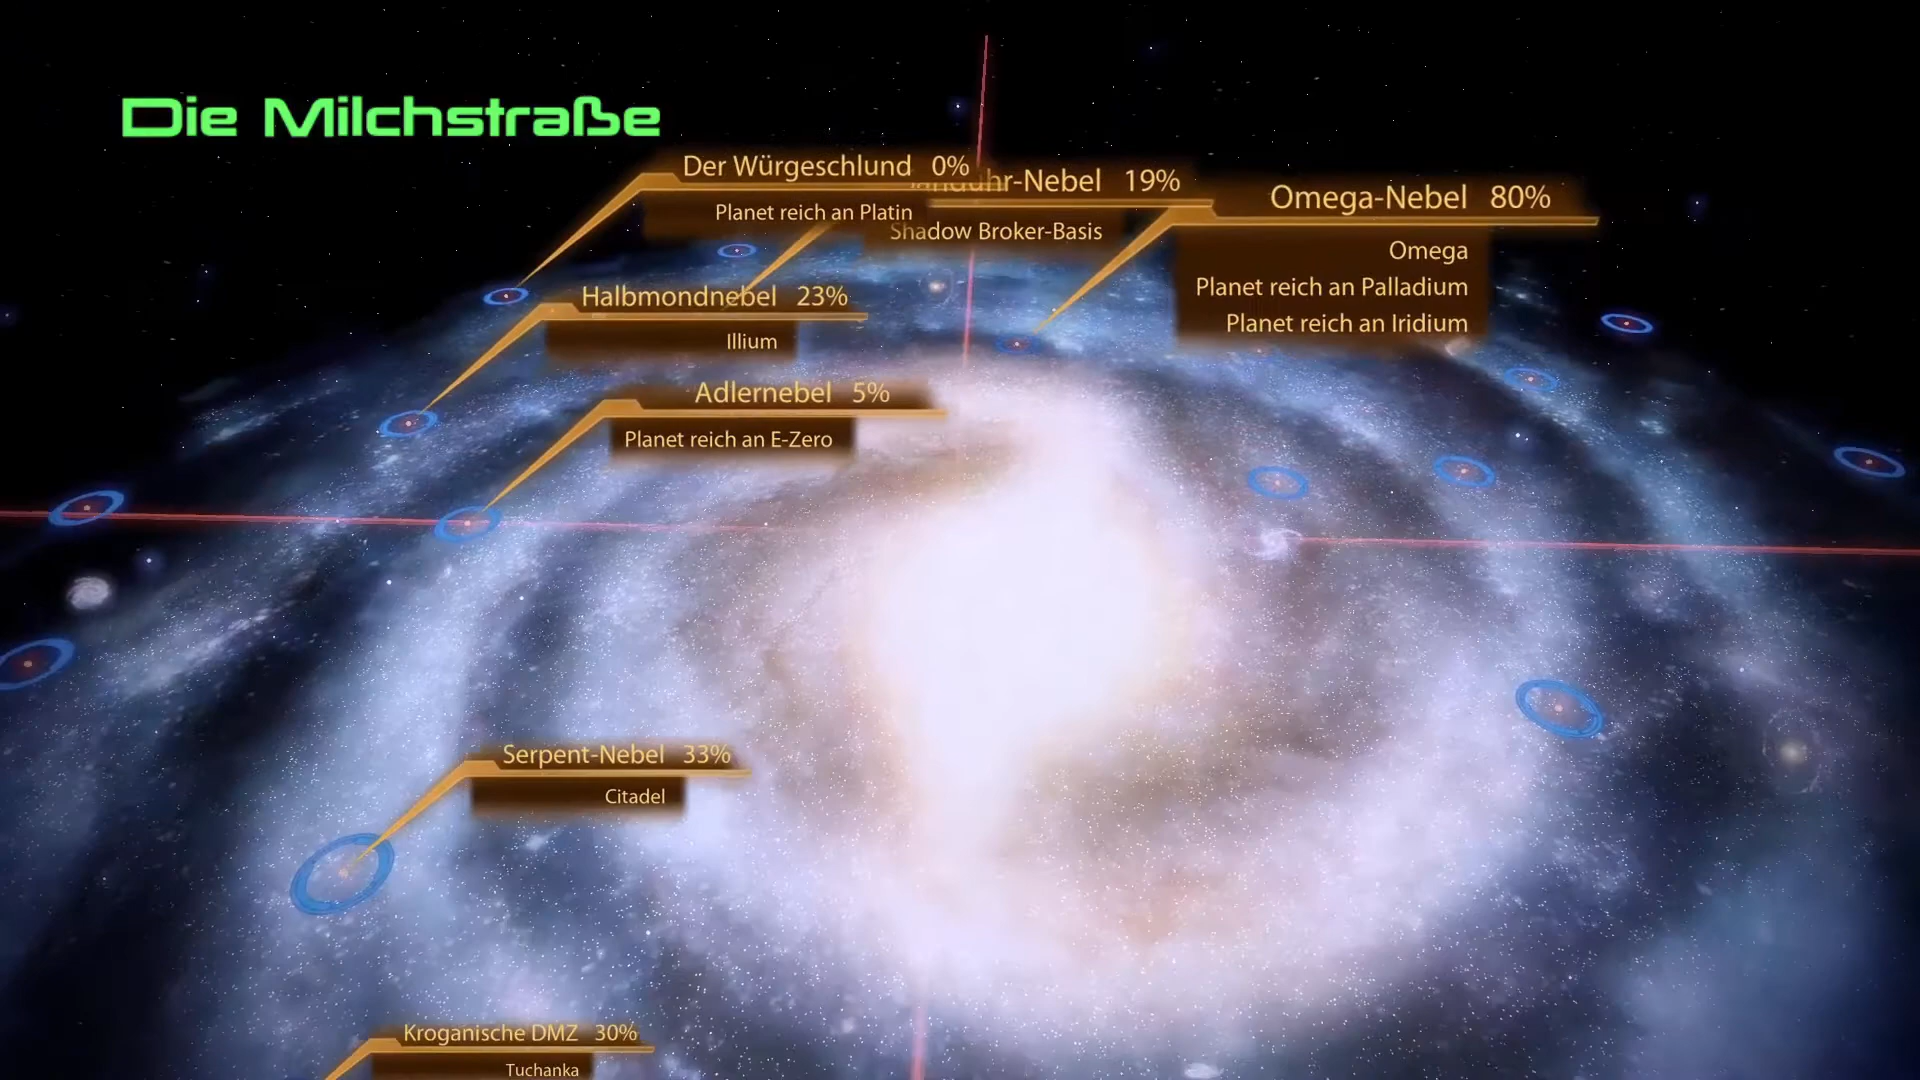 Die Milchstraße
Der Würgeschlund 0%
Planet reich an Platin
-Nebel 19%
Shadow Broker-Basis
Omega-Nebel 80%
Omega
Planet reich an Palladium
Planet reich an Iridium
Halbmondnebel 23%
Illium
Adlernebel 5%
Planet reich an E-Zero
Serpent-Nebel 33%
Citadel
Kroganische DMZ 30%
Tuchanka